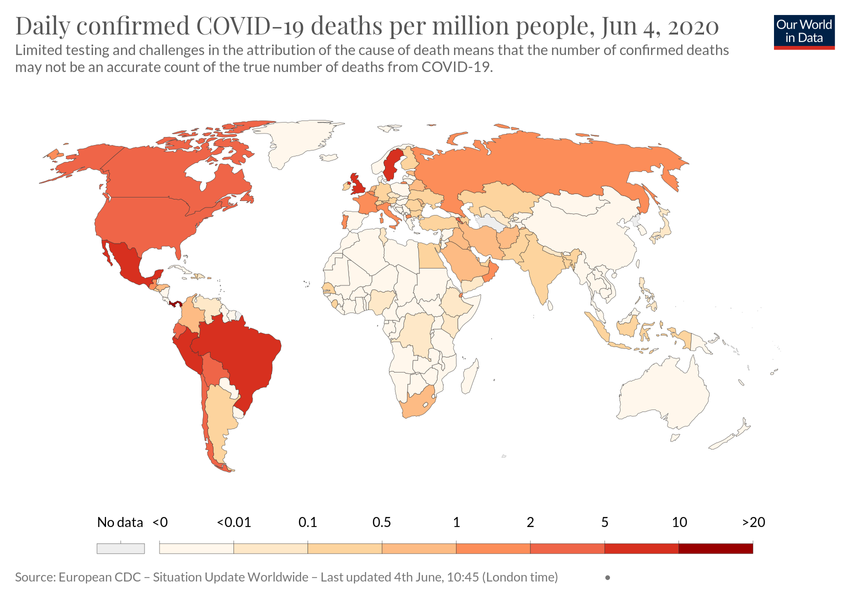 Daily confirmed COVID-19 deaths per million people, Jun 4, 2020
Our World
in Data
Limited testing and challenges in the attribution of the cause of death means that the number of confirmed deaths
may not be an accurate count of the true number of deaths from COVID-19.
No data <0 <0.01 0.1 0.5 1 2 5 10 >20
Source: European CDC – Situation Update Worldwide – Last updated 4th June, 10:45 (London time) •